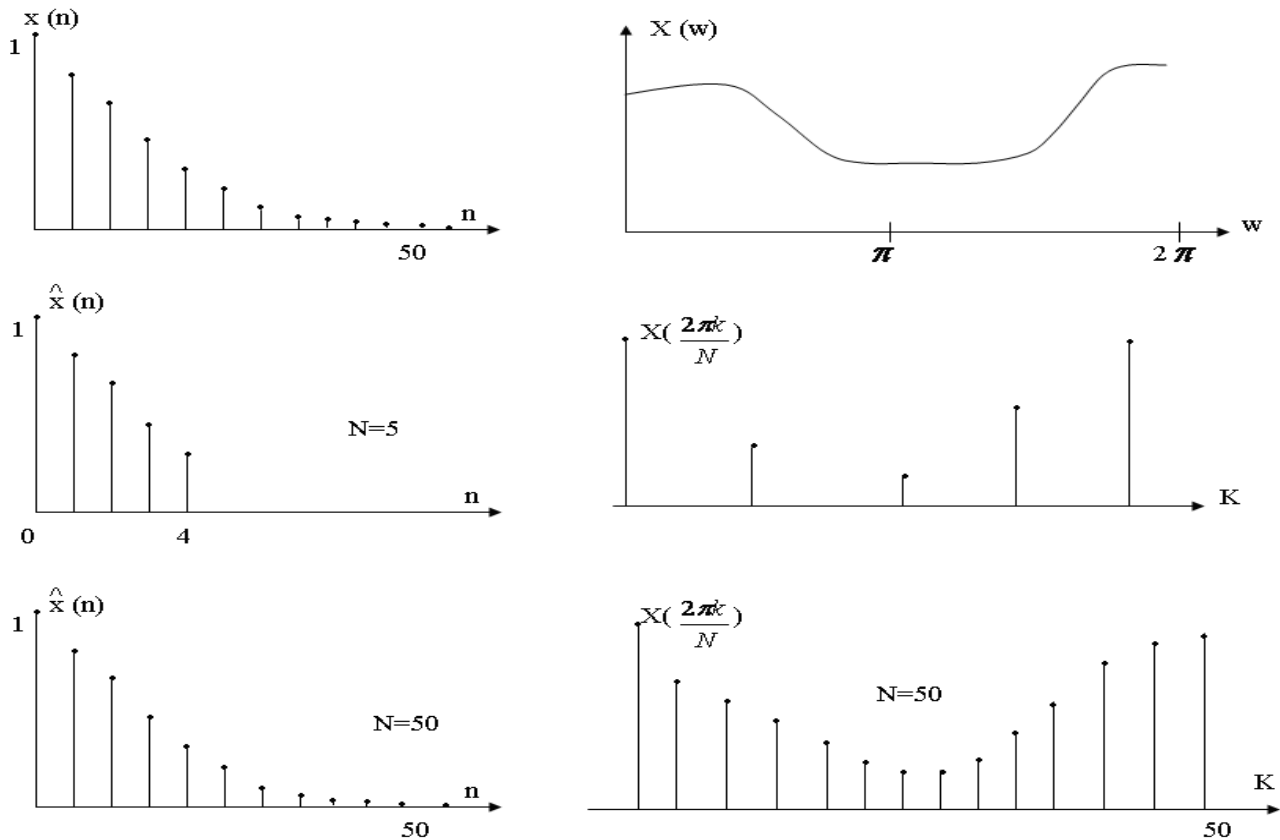 x (n)
1
n
50
X (w)
w
π
2 π
x̂ (n)
1
N=5
n
0
4
X( 2πk/N )
K
x̂ (n)
1
N=50
n
50
X( 2πk/N )
N=50
K
50